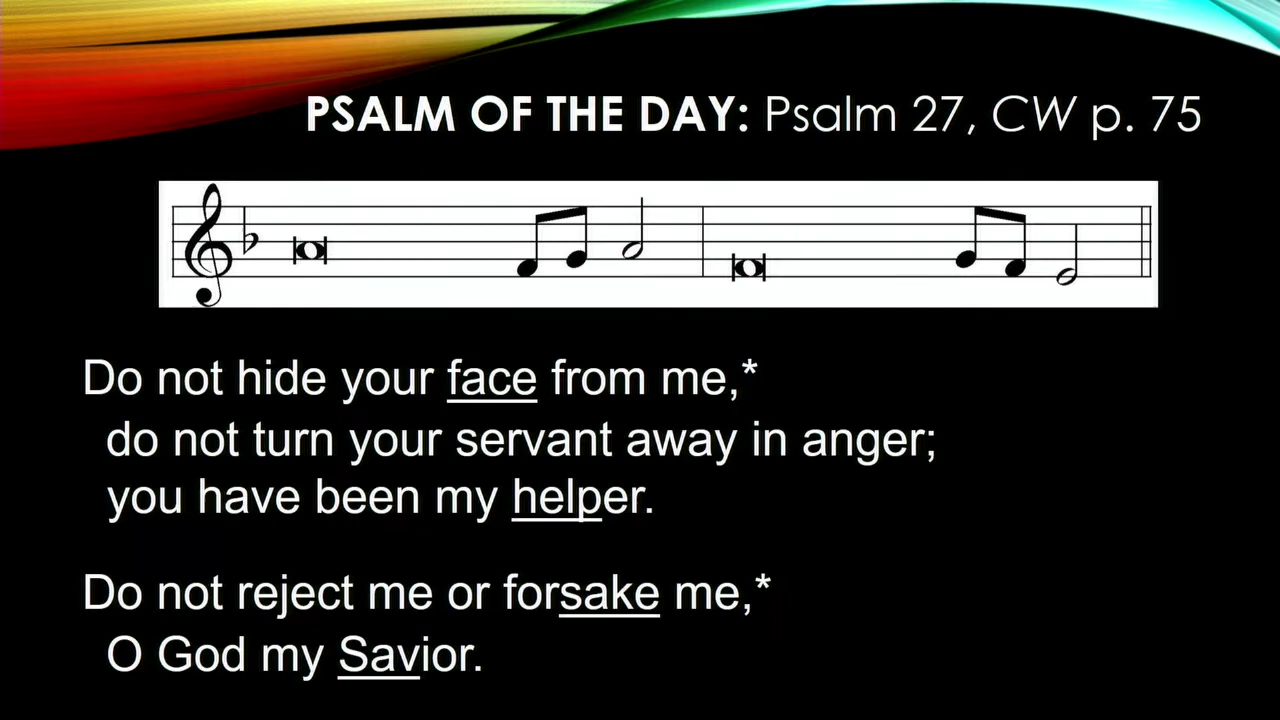 PSALM OF THE DAY: Psalm 27, CW p. 75
Do not hide your face from me,*
do not turn your servant away in anger;
you have been my helper.
Do not reject me or forsake me,*
O God my Savior.